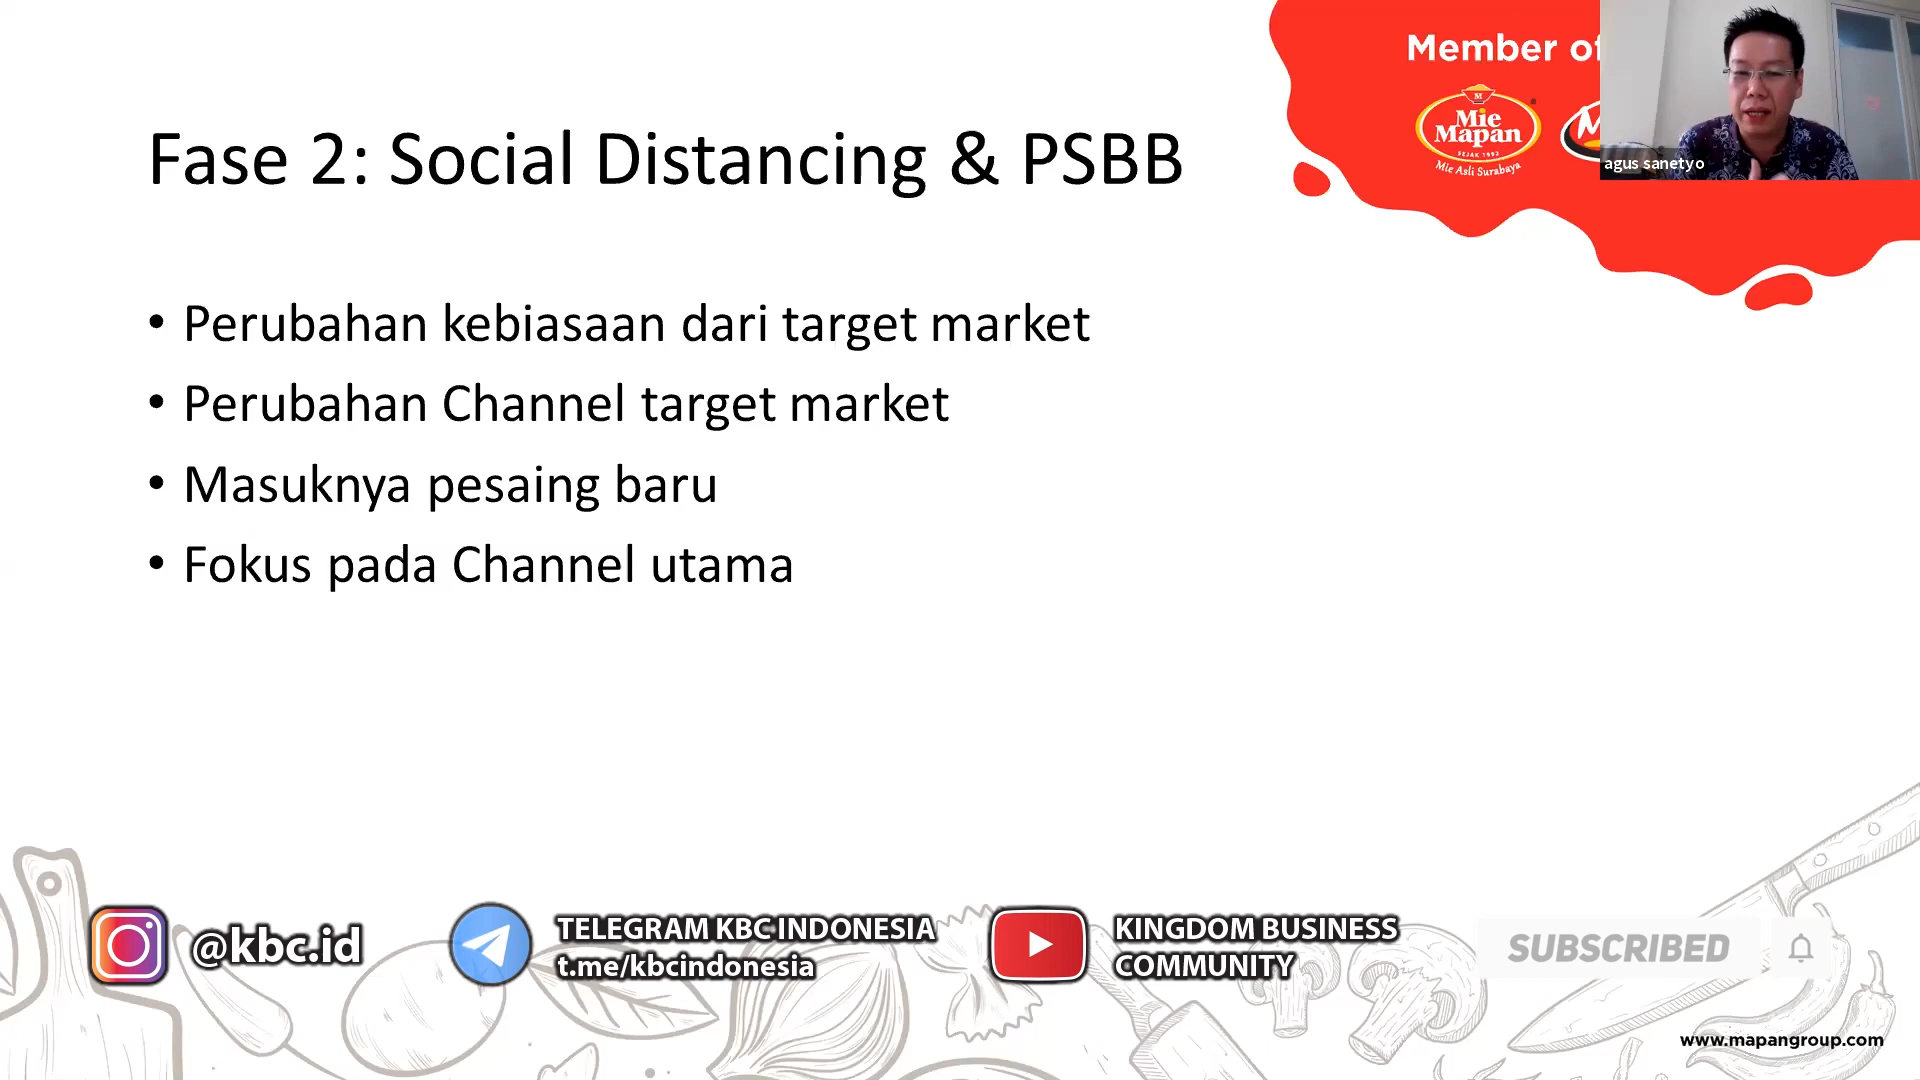 Member of
M
Mie
Mapan
SEJAK 1992
Mie Asli Surabaya
agus sanetyo
Fase 2: Social Distancing & PSBB
• Perubahan kebiasaan dari target market
• Perubahan Channel target market
• Masuknya pesaing baru
• Fokus pada Channel utama
@kbc.id
TELEGRAM KBC INDONESIA
t.me/kbcindonesia
KINGDOM BUSINESS
COMMUNITY
SUBSCRIBED
www.mapangroup.com